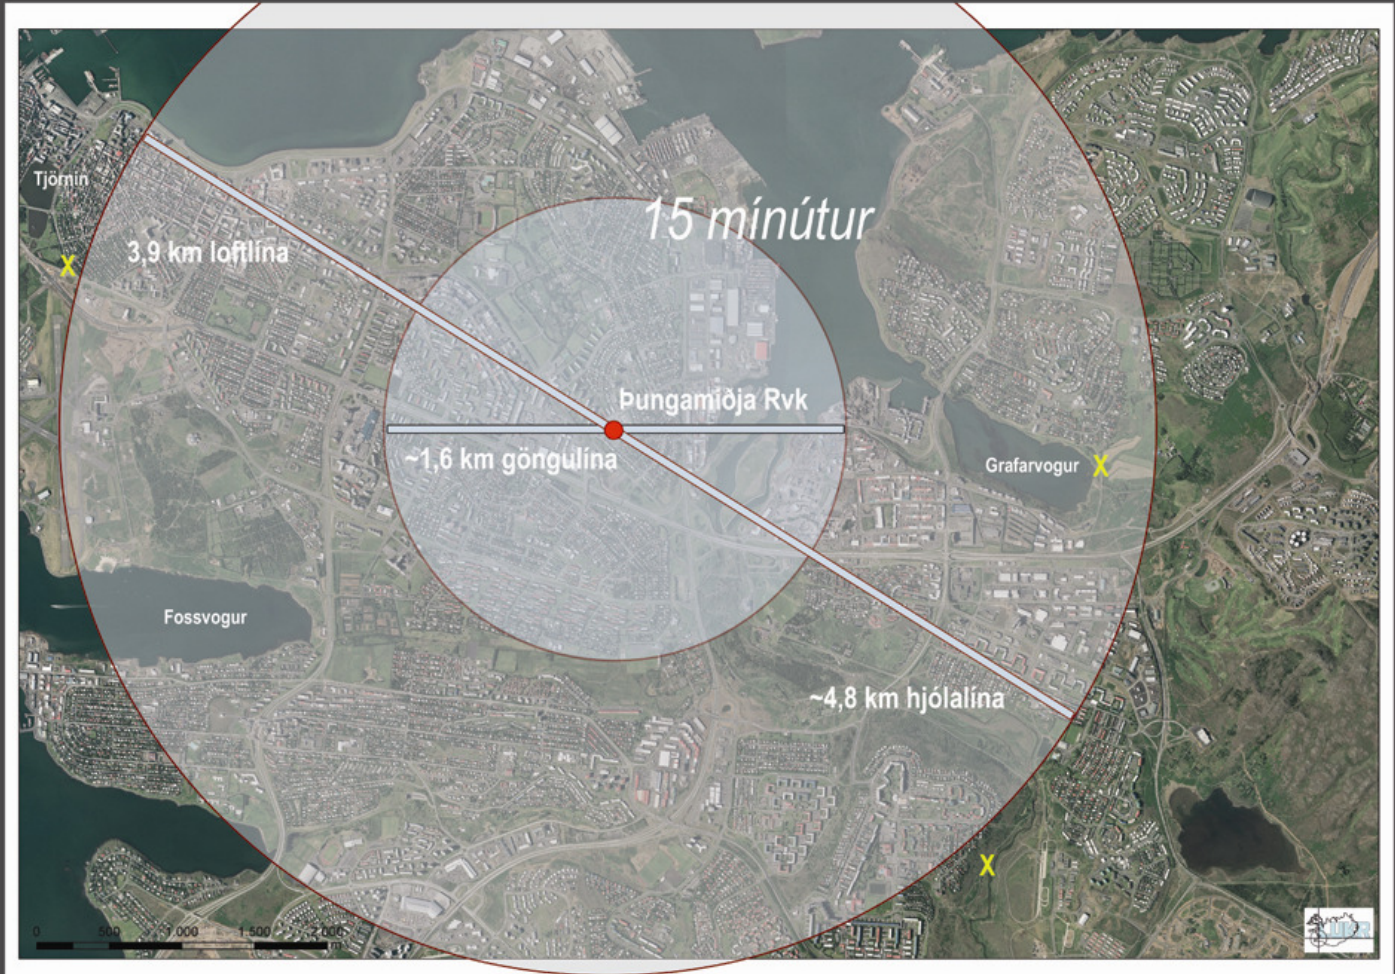 15 mínútur
Tjörnin
3,9 km loftlína
X
Þungamiðja Rvk
~1,6 km göngulína
Grafarvogur
X
Fossvogur
~4,8 km hjólalína
X
0 500 1.000 1.500 2.000
m
LUKR